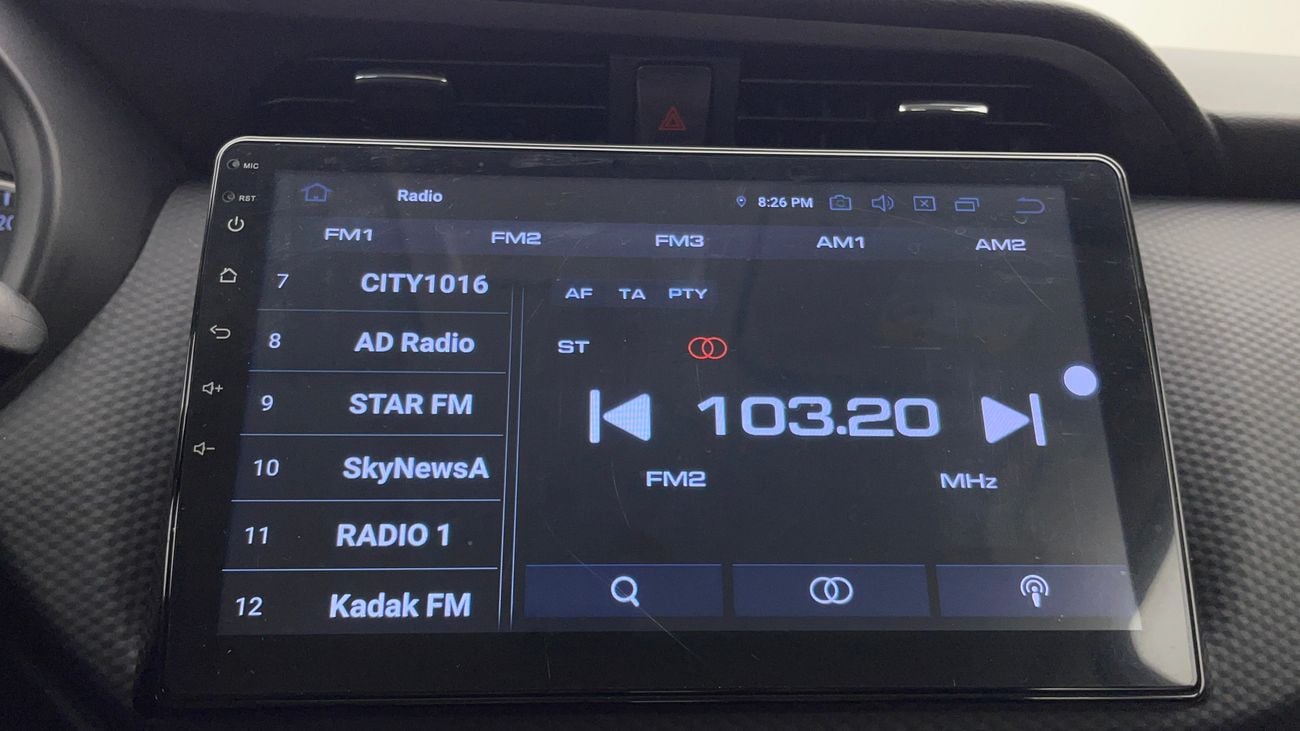 MIC
RST
Radio
8:26 PM
FM1 FM2 FM3 AM1 AM2
7 CITY1016
8 AD Radio
9 STAR FM
10 SkyNewsA
11 RADIO 1
12 Kadak FM
AF TA PTY
ST
103.20
FM2 MHz